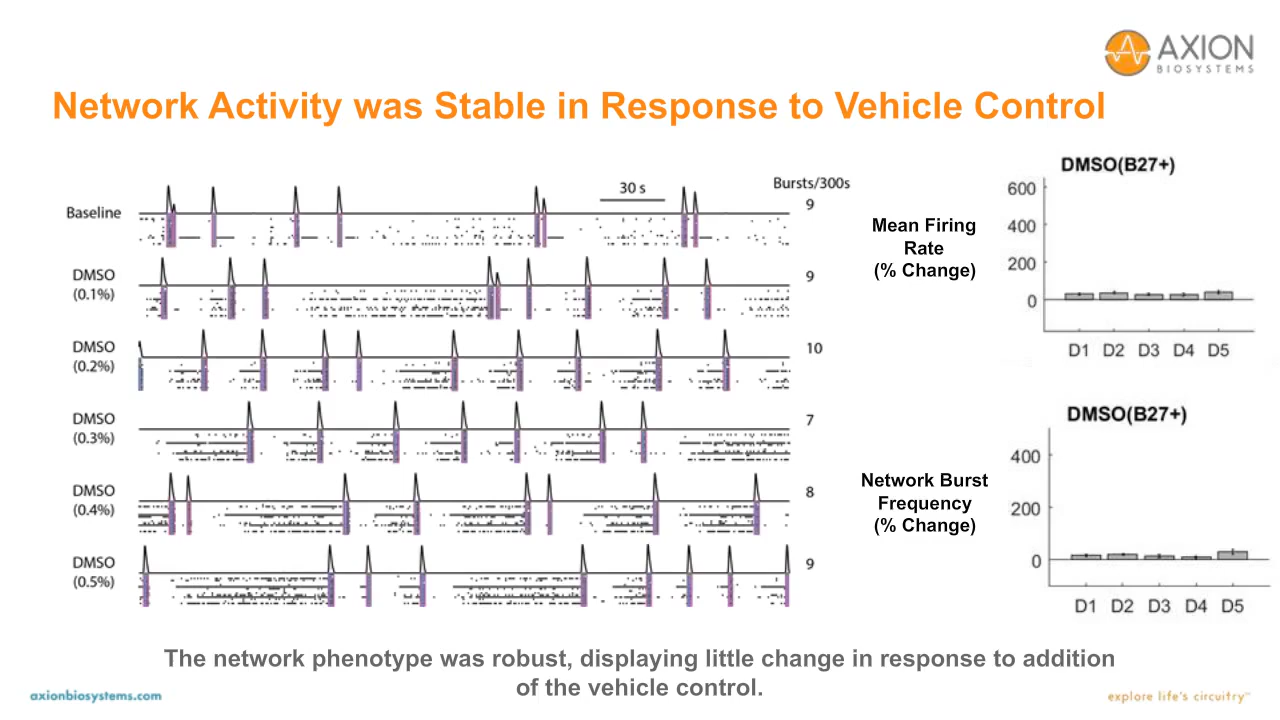 AXION
BIOSYSTEMS
Network Activity was Stable in Response to Vehicle Control
30 s
Bursts/300s
Baseline
9
DMSO
(0.1%)
9
DMSO
(0.2%)
10
DMSO
(0.3%)
7
DMSO
(0.4%)
8
DMSO
(0.5%)
9
Mean Firing
Rate
(% Change)
DMSO(B27+)
600
400
200
0
D1 D2 D3 D4 D5
Network Burst
Frequency
(% Change)
DMSO(B27+)
400
200
0
D1 D2 D3 D4 D5
The network phenotype was robust, displaying little change in response to addition
of the vehicle control.
axionbiosystems.com
explore life's circuitry™